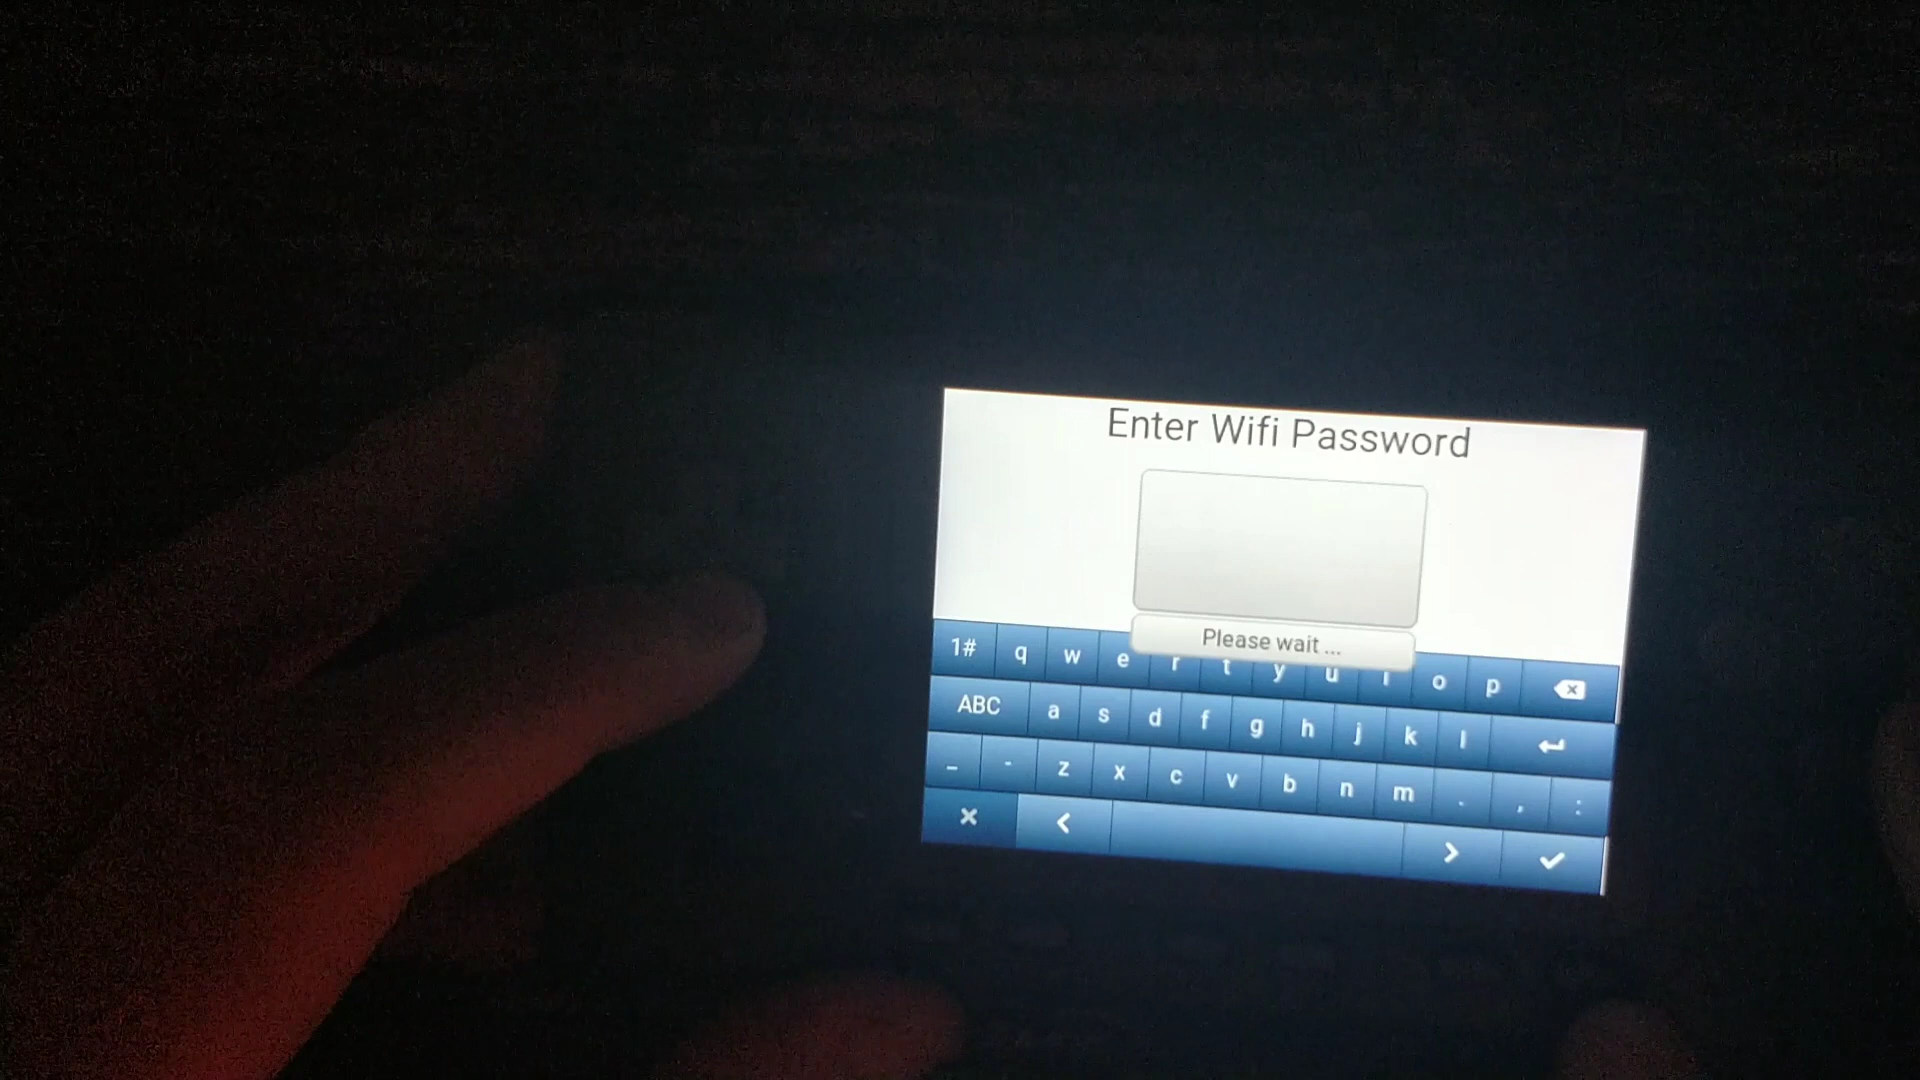 Enter Wifi Password
Please wait ...
1# q w e r t y u i o p
ABC a s d f g h j k l
_ - z x c v b n m . , :